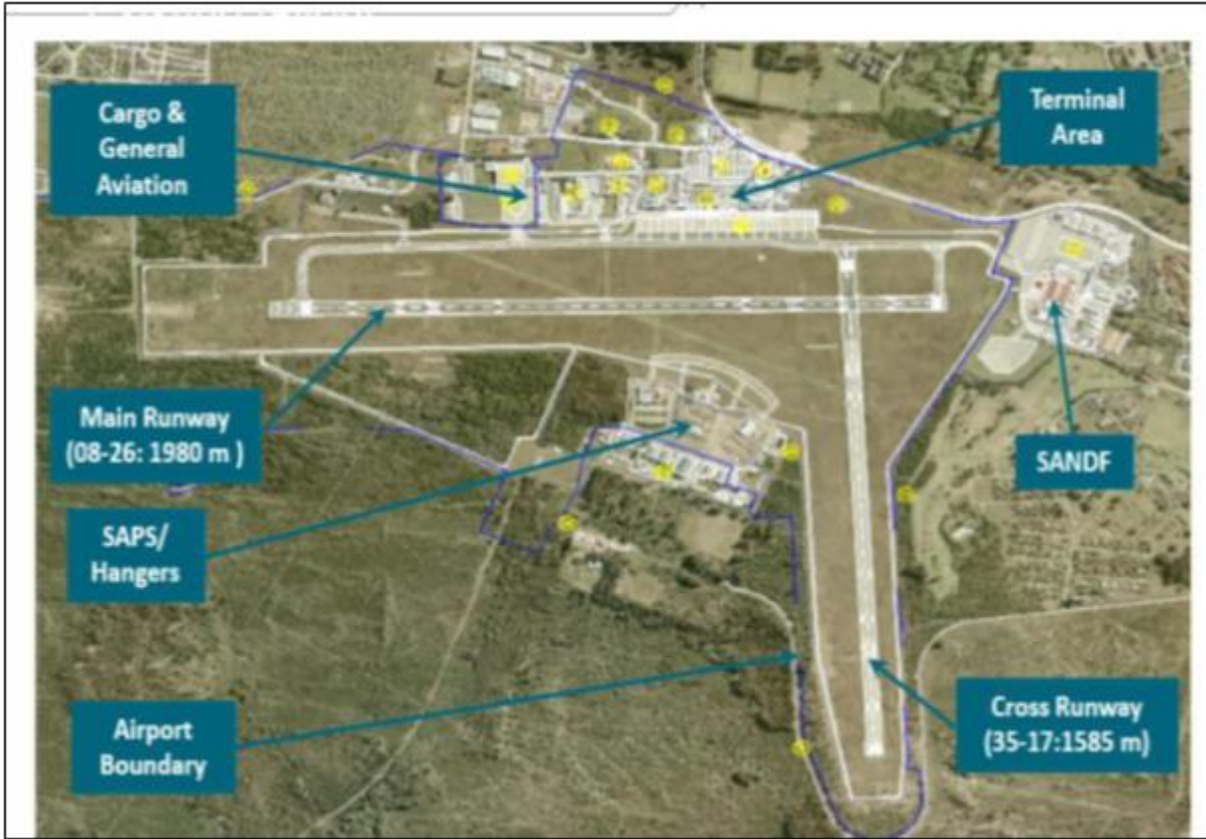 Cargo &
General
Aviation
Terminal
Area
Main Runway
(08-26: 1980 m )
SANDF
SAPS/
Hangers
Airport
Boundary
Cross Runway
(35-17:1585 m)